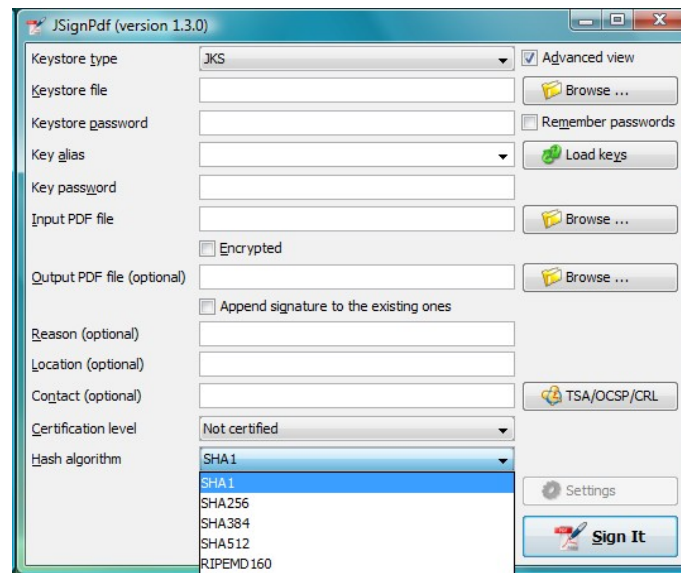 JSignPdf (version 1.3.0)
Keystore type JKS Advanced view
Keystore file Browse ...
Keystore password Remember passwords
Key alias Load keys
Key password
Input PDF file Browse ...
Encrypted
Output PDF file (optional) Browse ...
Append signature to the existing ones
Reason (optional)
Location (optional)
Contact (optional) TSA/OCSP/CRL
Certification level Not certified
Hash algorithm SHA1
SHA1
SHA256 Settings
SHA384
SHA512 Sign It
RIPEMD160